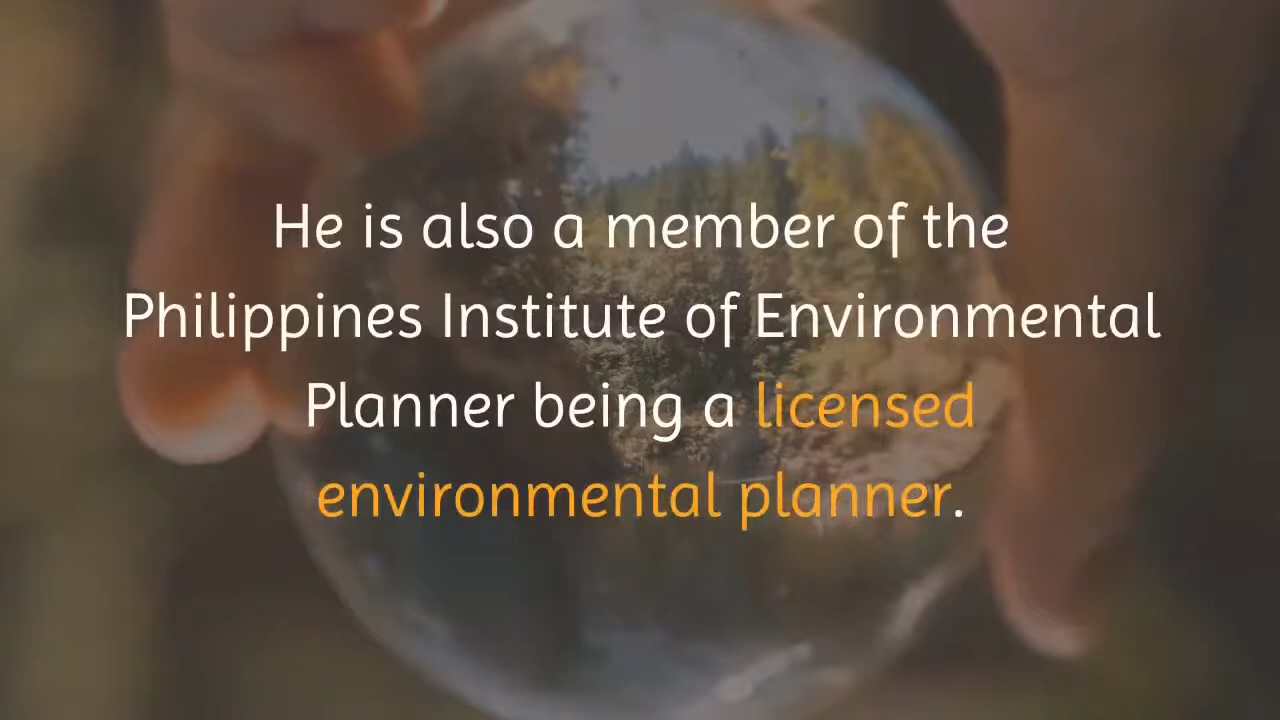 He is also a member of the
Philippines Institute of Environmental
Planner being a licensed
environmental planner.